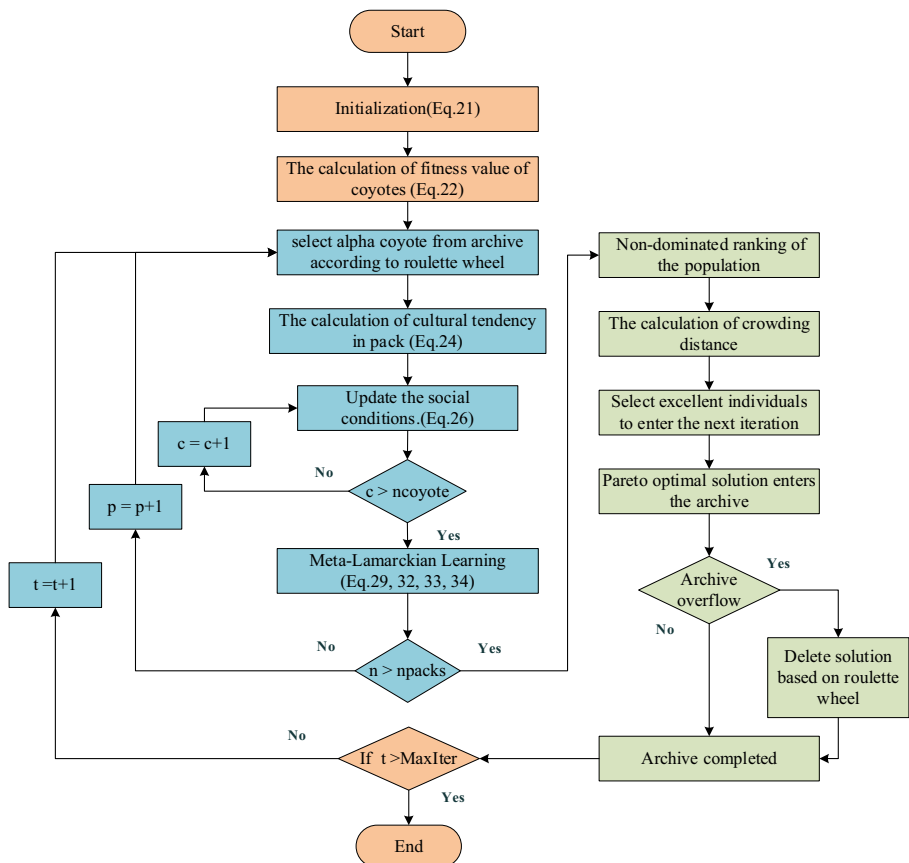 Start
Initialization(Eq.21)
The calculation of fitness value of
coyotes (Eq.22)
select alpha coyote from archive
according to roulette wheel
The calculation of cultural tendency
in pack (Eq.24)
Update the social
conditions.(Eq.26)
c = c+1
No
c > ncoyote
Yes
p = p+1
Meta-Lamarckian Learning
(Eq.29, 32, 33, 34)
t =t+1
No
n > npacks
Yes
Non-dominated ranking of
the population
The calculation of crowding
distance
Select excellent individuals
to enter the next iteration
Pareto optimal solution enters
the archive
Archive
overflow
Yes
No
Delete solution
based on roulette
wheel
Archive completed
If t >MaxIter
No
Yes
End